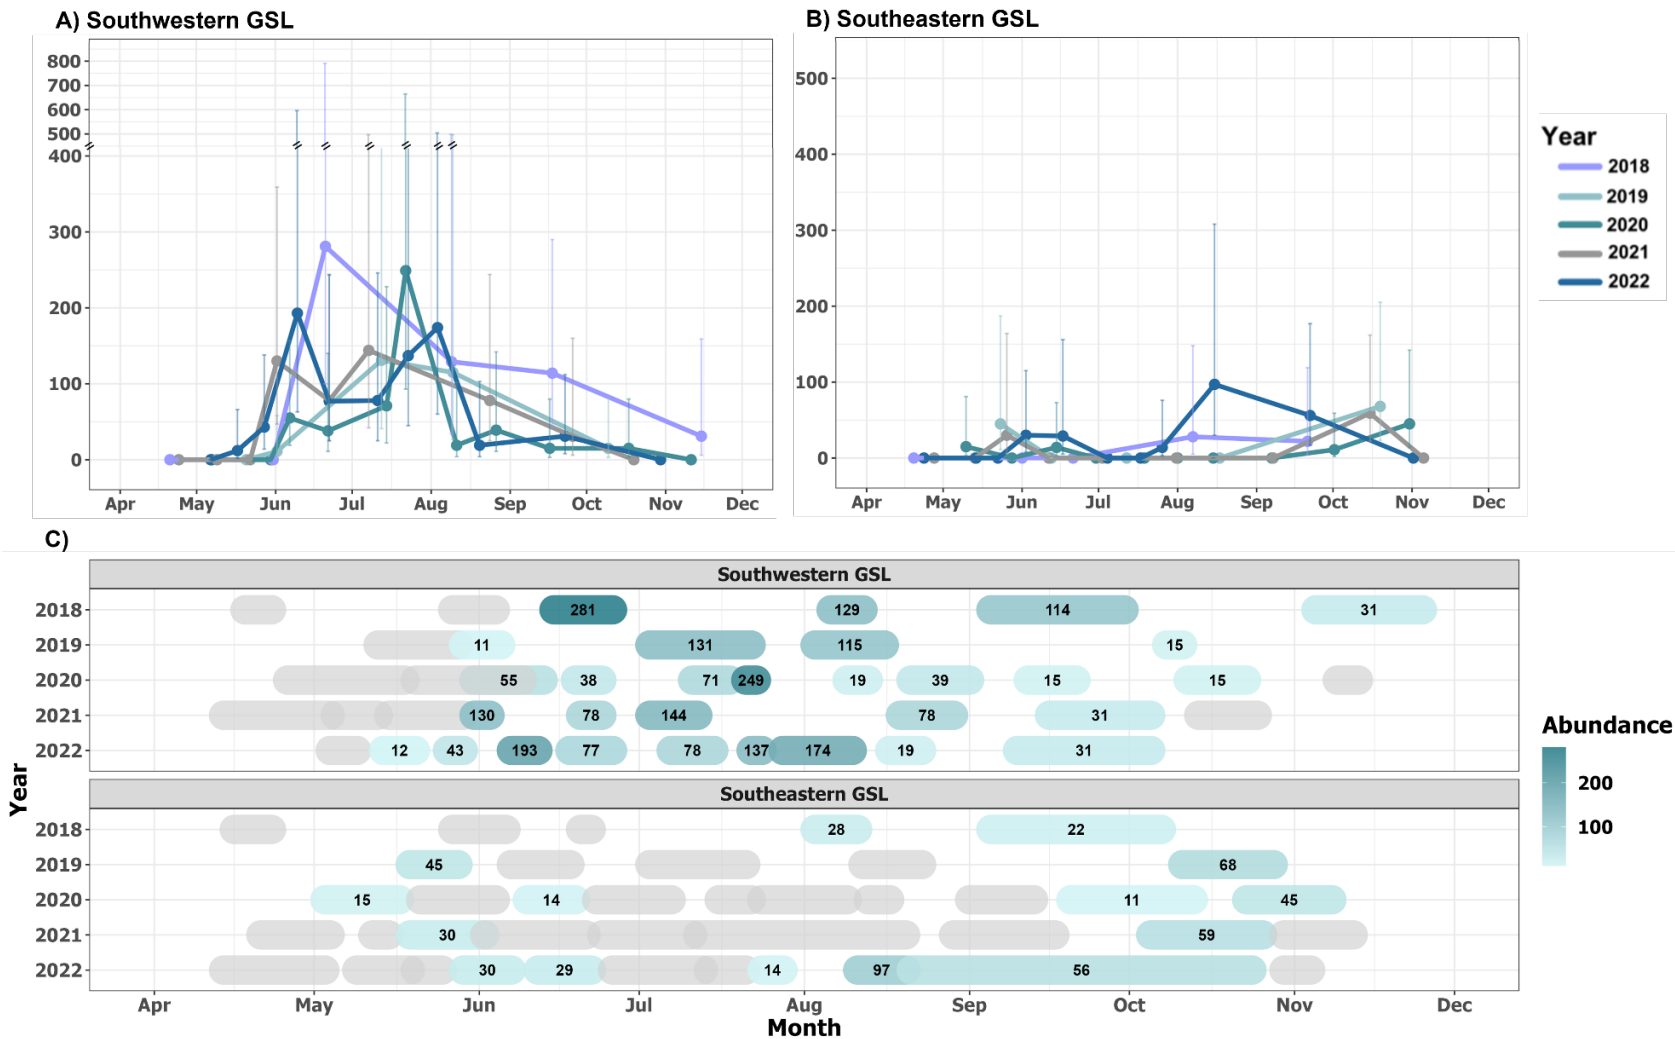 A) Southwestern GSL
800
700
600
500
400
300
200
100
0
Apr May Jun Jul Aug Sep Oct Nov Dec
B) Southeastern GSL
500
400
300
200
100
0
Apr May Jun Jul Aug Sep Oct Nov Dec
Year
2018
2019
2020
2021
2022
C)
Southwestern GSL
2018 281 129 114 31
2019 11 131 115 15
2020 55 38 71 249 19 39 15 15
2021 130 78 144 78 31
2022 12 43 193 77 78 137 174 19 31
Southeastern GSL
2018 28 22
2019 45 68
2020 15 14 11 45
2021 30 59
2022 30 29 14 97 56
Apr May Jun Jul Aug Sep Oct Nov Dec
Month
Year
Abundance
200
100